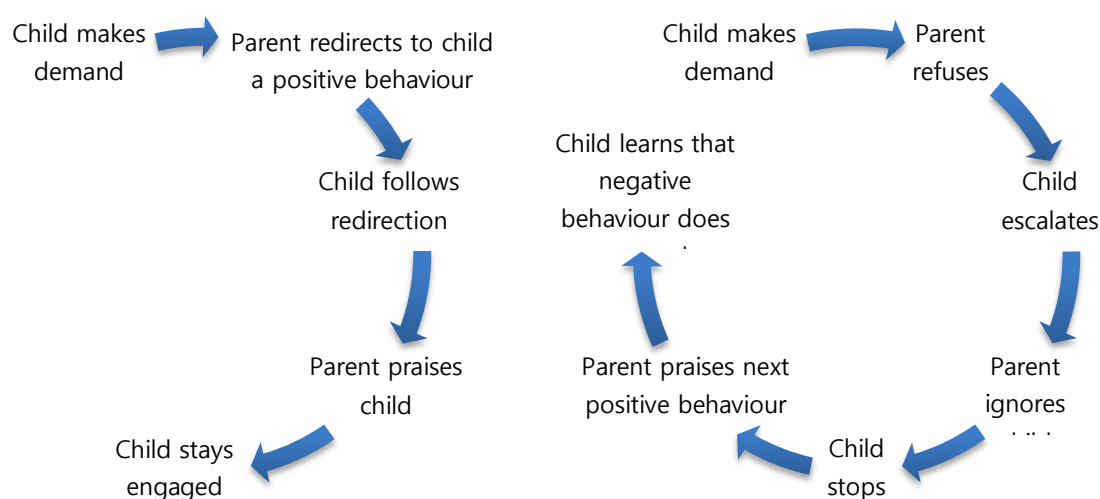 Child makes
demand
Parent redirects to child
a positive behaviour
Child follows
redirection
Parent praises
child
Child stays
engaged
Child makes
demand
Parent
refuses
Child
escalates
Parent
ignores
Child
stops
Parent praises next
positive behaviour
Child learns that
negative
behaviour does